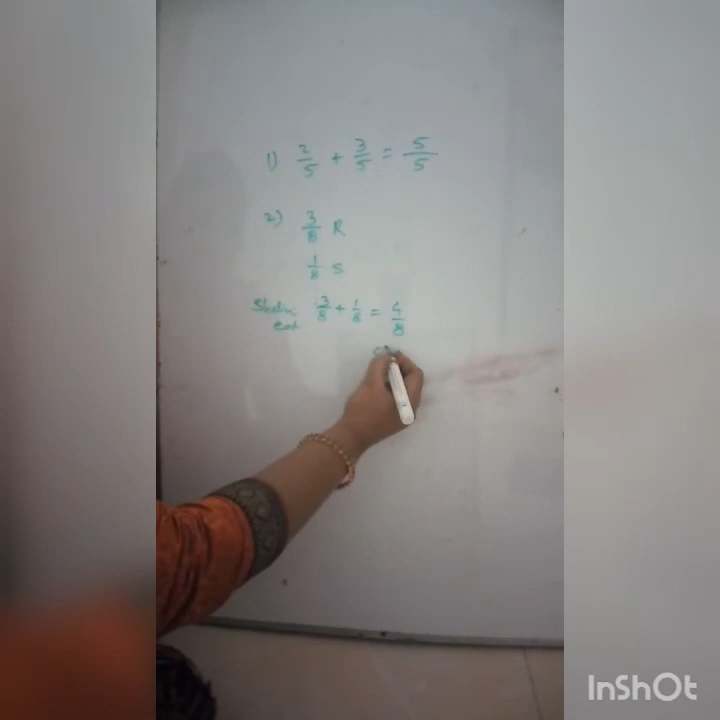 1) 2/5 + 3/5 = 5/5
2) 3/8 R
1/8 S
3/8 + 1/8 = 4/8
eat
InShOt